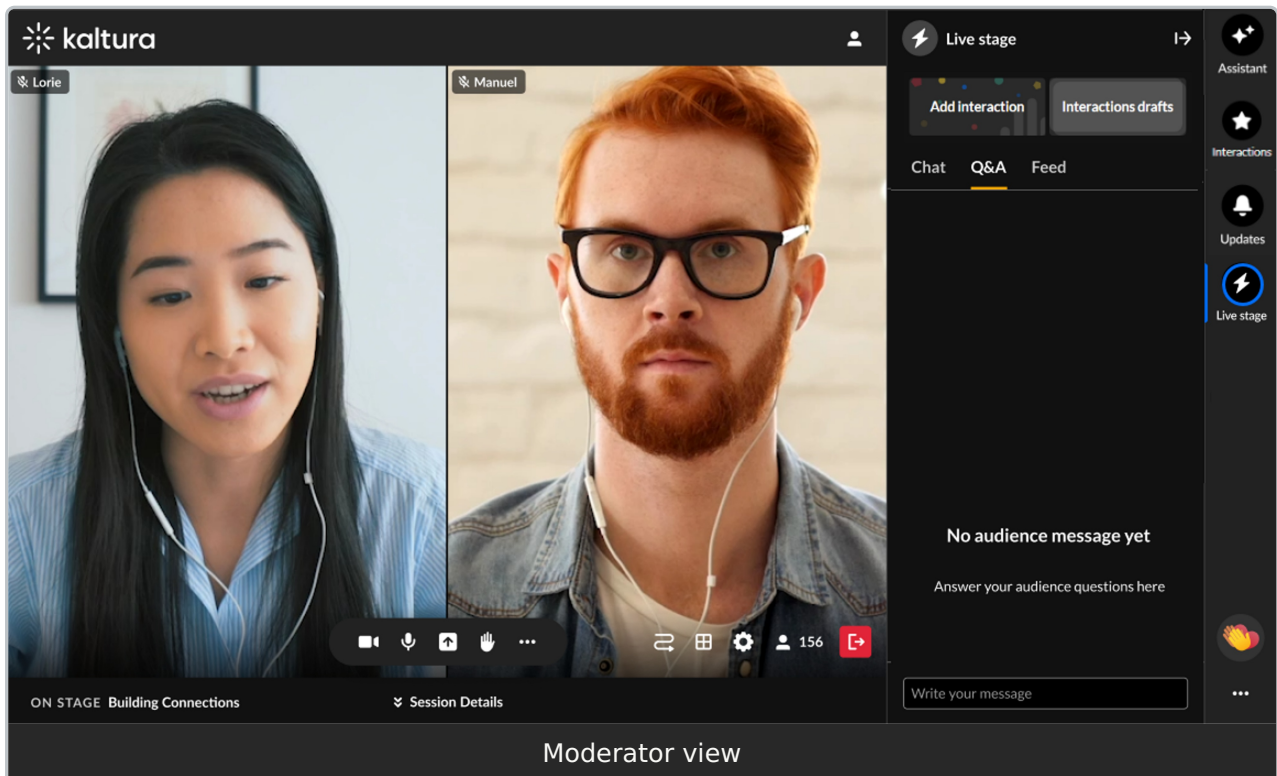 kaltura
Lorie
Manuel
156
ON STAGE Building Connections
Session Details
Live stage
Add interaction
Interactions drafts
Chat Q&A Feed
No audience message yet
Answer your audience questions here
Write your message
Assistant
Interactions
Updates
Live stage
Moderator view